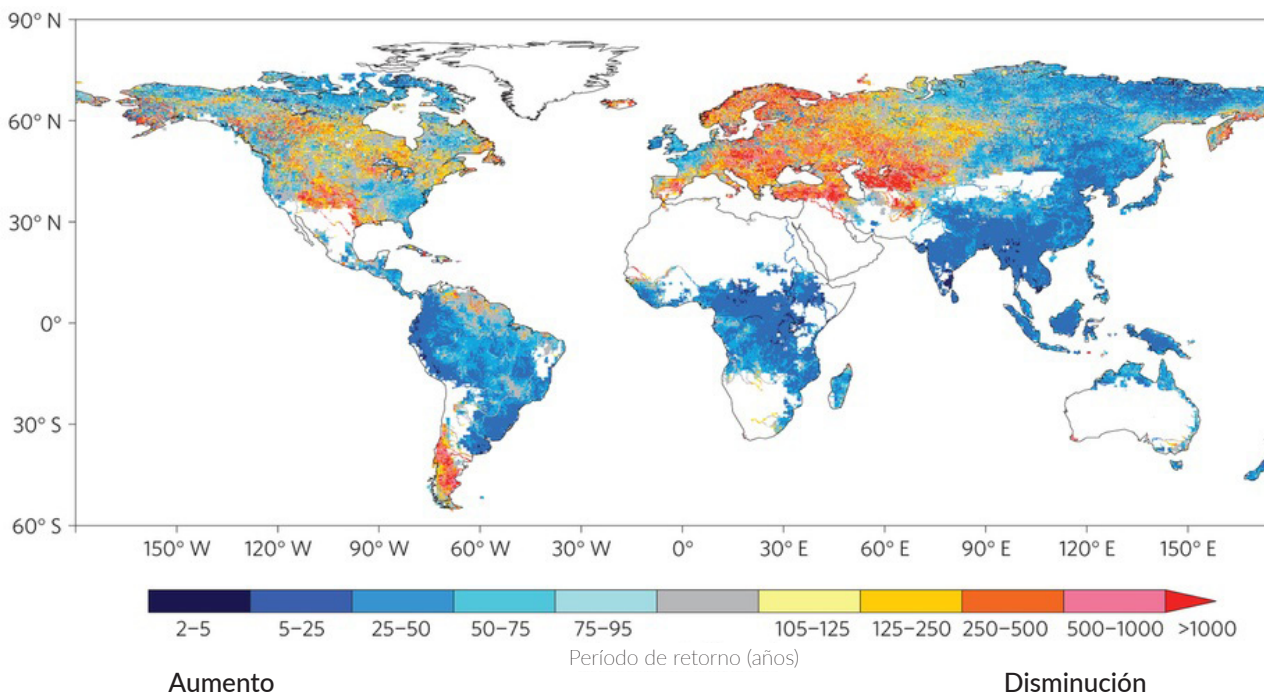 90° N
60° N
30° N
0°
30° S
60° S
150° W 120° W 90° W 60° W 30° W 0° 30° E 60° E 90° E 120° E 150° E
2–5 5–25 25–50 50–75 75–95 105–125 125–250 250–500 500–1000 >1000
Período de retorno (años)
Aumento Disminución